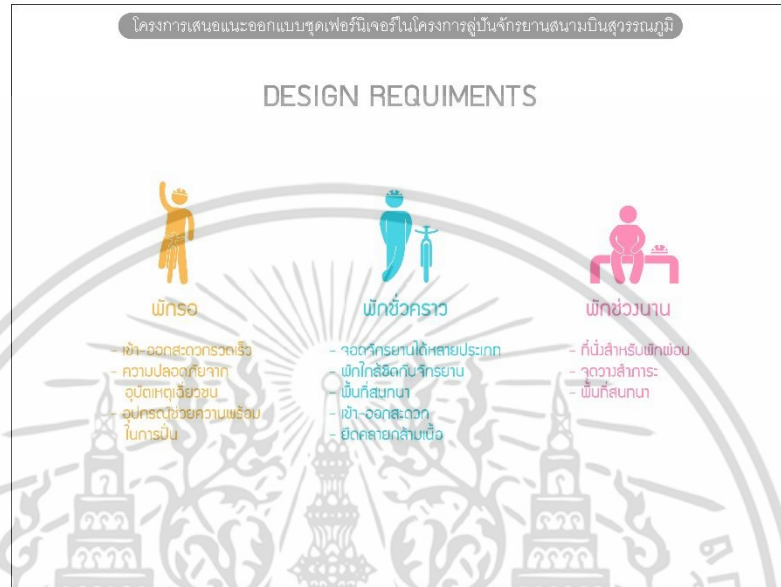 โครงการเสนอแนะออกแบบชุดเฟอร์นิเจอร์ในโครงการลู่ปั่นจักรยานสนามบินสุวรรณภูมิ
DESIGN REQUIMENTS
พักรอ
- เข้า-ออกสะดวกรวดเร็ว
- ความปลอดภัยจาก
อุบัติเหตุเฉี่ยวชน
- อุปกรณ์ช่วยความพร้อม
ในการปั่น
พักชั่วคราว
- จอดจักรยานได้หลายประเภท
- พักใกล้ชิดกับจักรยาน
- พื้นที่สนทนา
- เข้า-ออกสะดวก
- ยืดคลายกล้ามเนื้อ
พักช่วงนาน
- ที่นั่งสำหรับพักผ่อน
- จุดวางสำภาระ
- พื้นที่สนทนา